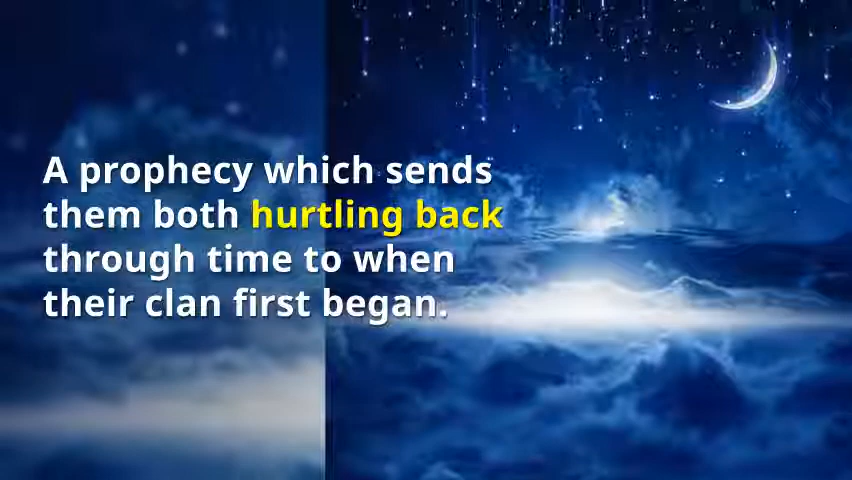 A prophecy which sends
them both hurtling back
through time to when
their clan first began.